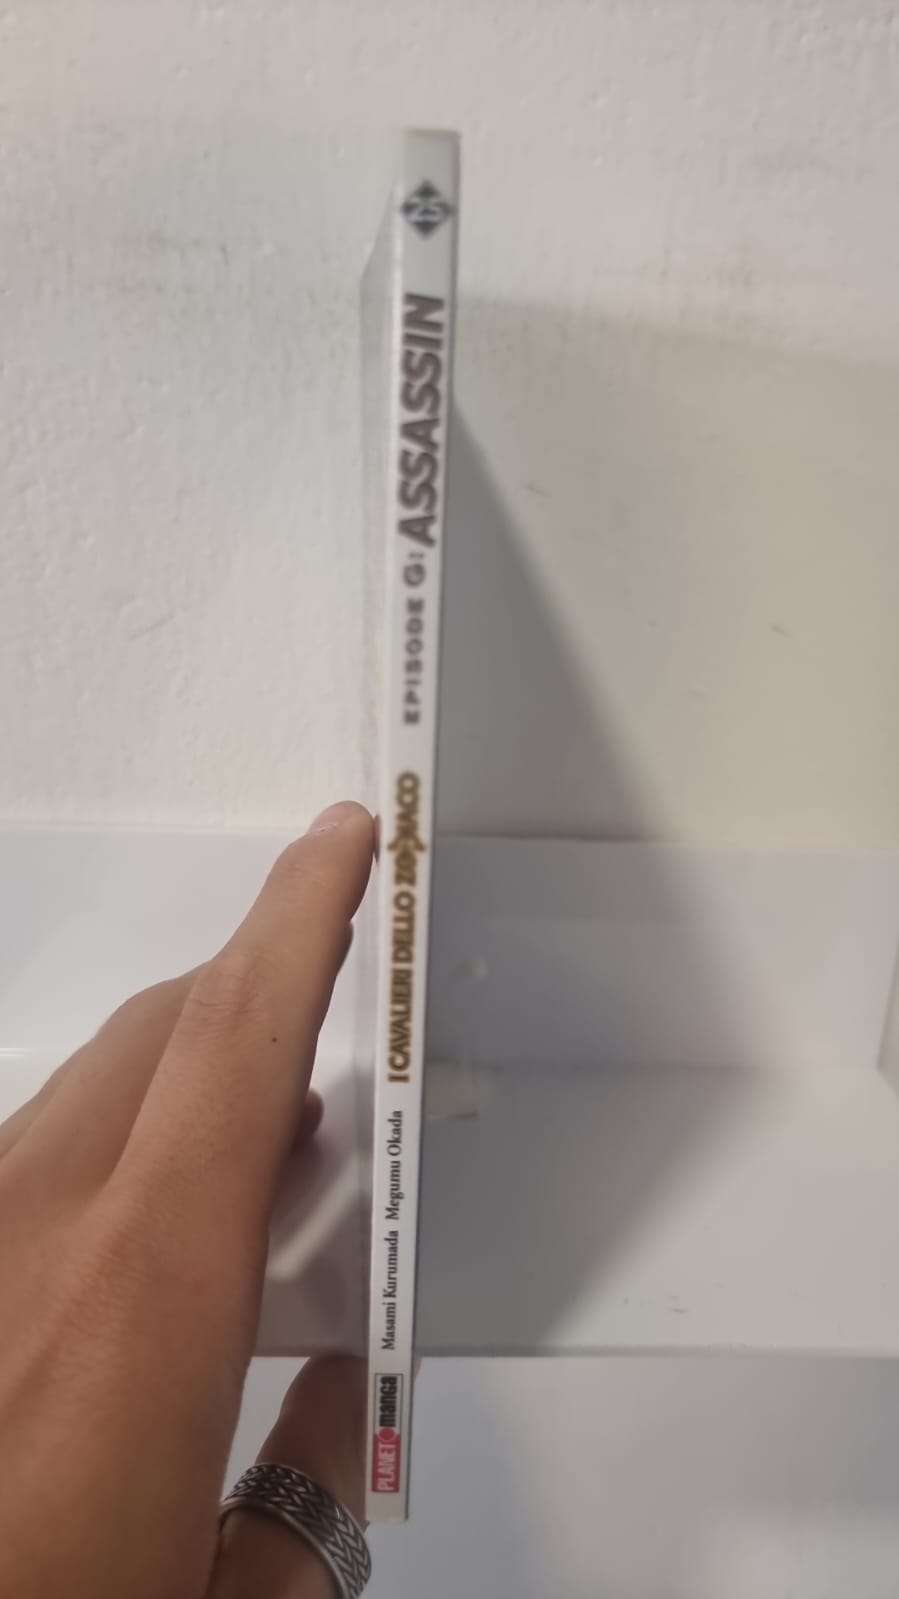 PLANET manga
Masami Kurumada Megumu Okada
I CAVALIERI DELLO ZODIACO
EPISODE G: ASSASSIN